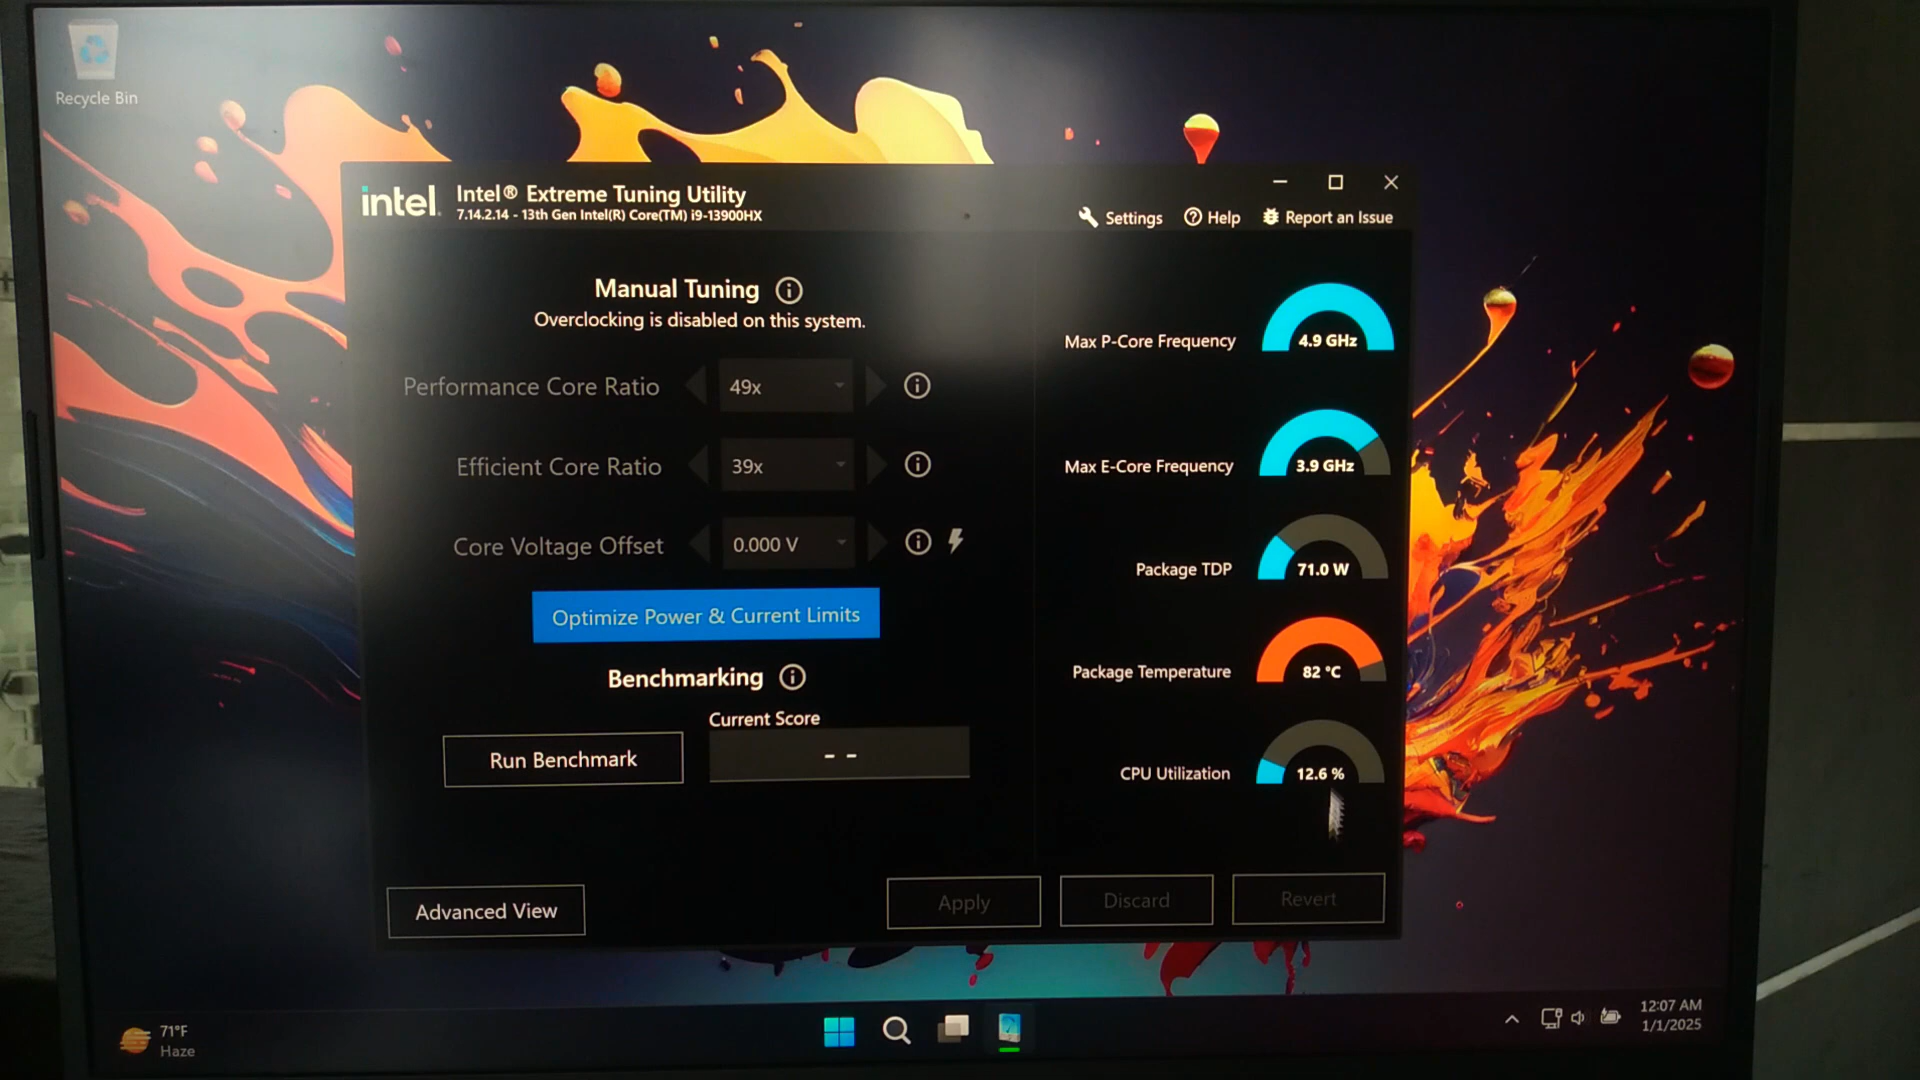 Recycle Bin
intel.
Intel® Extreme Tuning Utility
7.14.2.14 - 13th Gen Intel(R) Core(TM) i9-13900HX
Settings
Help
Report an Issue
Manual Tuning
Overclocking is disabled on this system.
Performance Core Ratio
49x
Efficient Core Ratio
39x
Core Voltage Offset
0.000 V
Optimize Power & Current Limits
Benchmarking
Current Score
Run Benchmark
- -
Max P-Core Frequency
4.9 GHz
Max E-Core Frequency
3.9 GHz
Package TDP
71.0 W
Package Temperature
82 °C
CPU Utilization
12.6 %
Advanced View
Apply
Discard
Revert
71°F
Haze
12:07 AM
1/1/2025